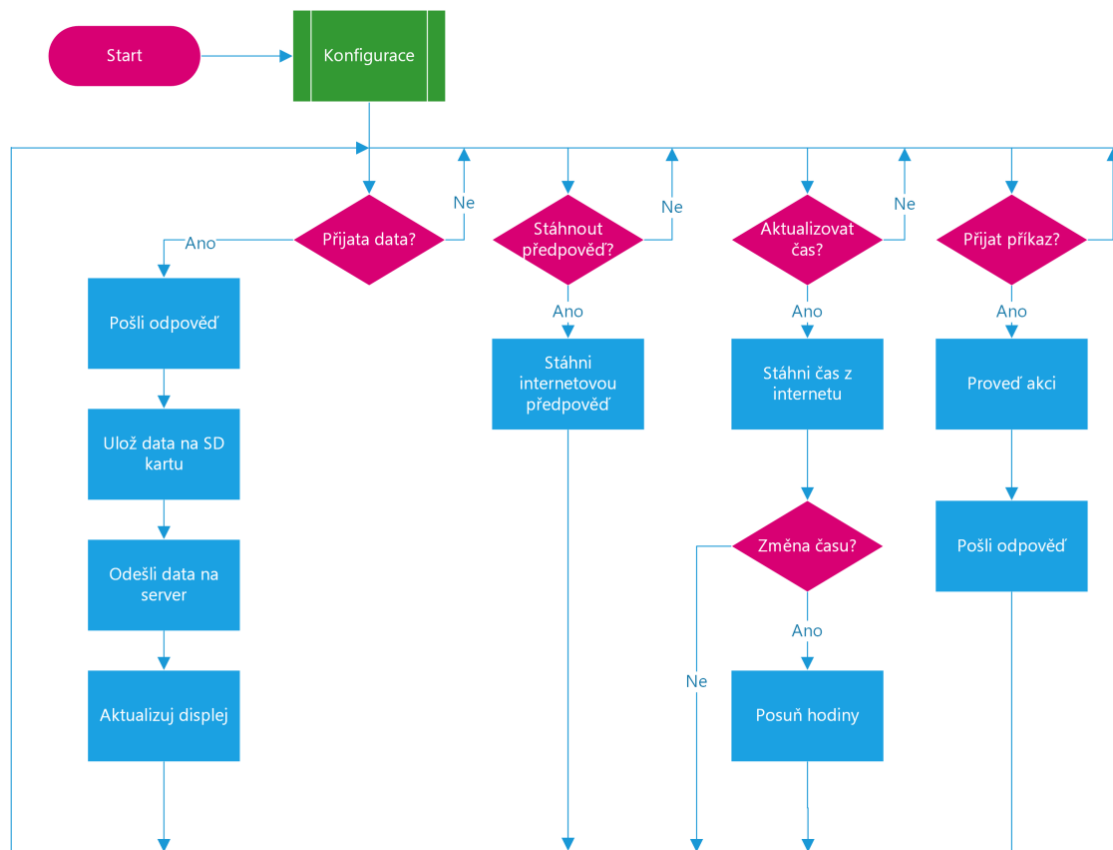 Start
Konfigurace
Ne
Ne
Ne
Přijata data?
Stáhnout
předpověď?
Aktualizovat
čas?
Přijat příkaz?
Ano
Ano
Ano
Ano
Pošli odpověď
Stáhni
internetovou
předpověď
Stáhni čas z
internetu
Proveď akci
Ulož data na SD
kartu
Změna času?
Pošli odpověď
Odešli data na
server
Ano
Ne
Aktualizuj displej
Posuň hodiny